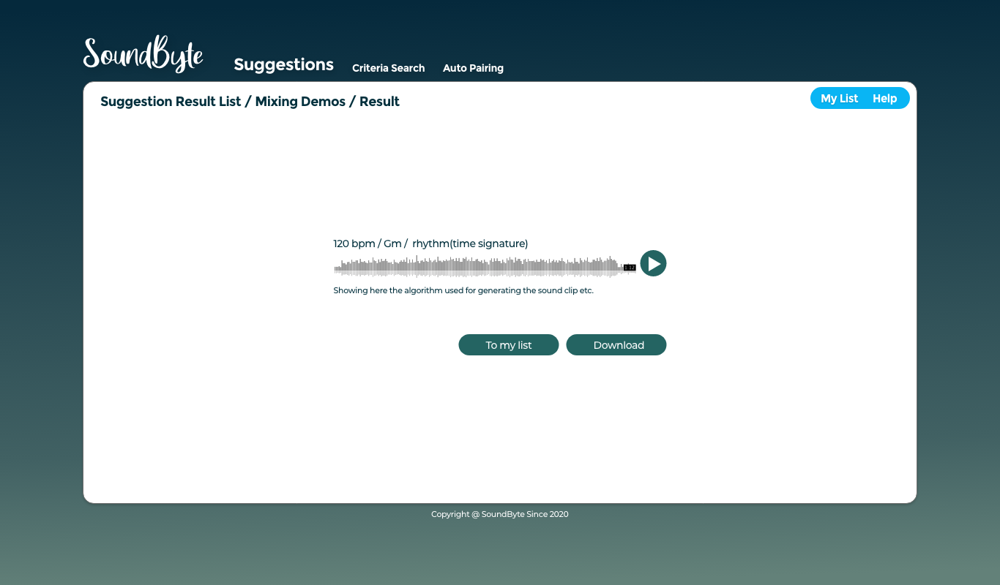 SoundByte
Suggestions Criteria Search Auto Pairing
Suggestion Result List / Mixing Demos / Result
My List Help
120 bpm / Gm / rhythm(time signature)
1:12
Showing here the algorithm used for generating the sound clip etc.
To my list Download
Copyright @ SoundByte Since 2020